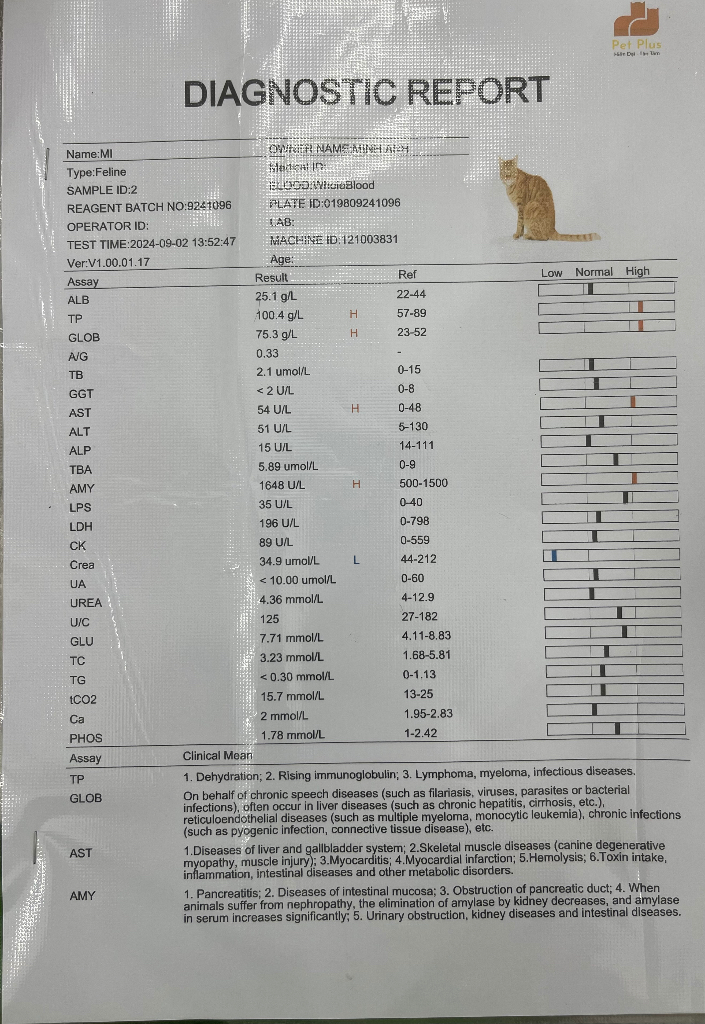 Pet Plus
DIAGNOSTIC REPORT
Name:MI OWNER NAME:MINH ANH
Type:Feline Medical ID:
SAMPLE ID:2 BLOOD:WholeBlood
REAGENT BATCH NO:9241096 PLATE ID:019809241096
OPERATOR ID: LAB:
TEST TIME:2024-09-02 13:52:47 MACHINE ID:121003831
Ver:V1.00.01.17 Age:
Assay Result Ref Low Normal High
ALB 25.1 g/L 22-44
TP 100.4 g/L H 57-89
GLOB 75.3 g/L H 23-52
A/G 0.33 -
TB 2.1 umol/L 0-15
GGT < 2 U/L 0-8
AST 54 U/L H 0-48
ALT 51 U/L 5-130
ALP 15 U/L 14-111
TBA 5.89 umol/L 0-9
AMY 1648 U/L H 500-1500
LPS 35 U/L 0-40
LDH 196 U/L 0-798
CK 89 U/L 0-559
Crea 34.9 umol/L L 44-212
UA < 10.00 umol/L 0-60
UREA 4.36 mmol/L 4-12.9
U/C 125 27-182
GLU 7.71 mmol/L 4.11-8.83
TC 3.23 mmol/L 1.68-5.81
TG < 0.30 mmol/L 0-1.13
tCO2 15.7 mmol/L 13-25
Ca 2 mmol/L 1.95-2.83
PHOS 1.78 mmol/L 1-2.42
Assay Clinical Mean
TP 1. Dehydration; 2. Rising immunoglobulin; 3. Lymphoma, myeloma, infectious diseases.
GLOB On behalf of chronic speech diseases (such as filariasis, viruses, parasites or bacterial
infections), often occur in liver diseases (such as chronic hepatitis, cirrhosis, etc.),
reticuloendothelial diseases (such as multiple myeloma, monocytic leukemia), chronic infections
(such as pyogenic infection, connective tissue disease), etc.
AST 1.Diseases of liver and gallbladder system; 2.Skeletal muscle diseases (canine degenerative
myopathy, muscle injury); 3.Myocarditis; 4.Myocardial infarction; 5.Hemolysis; 6.Toxin intake,
inflammation, intestinal diseases and other metabolic disorders.
AMY 1. Pancreatitis; 2. Diseases of intestinal mucosa; 3. Obstruction of pancreatic duct; 4. When
animals suffer from nephropathy, the elimination of amylase by kidney decreases, and amylase
in serum increases significantly; 5. Urinary obstruction, kidney diseases and intestinal diseases.